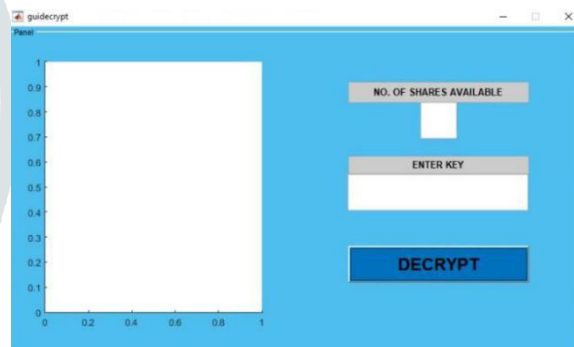 guidecrypt
Panel
1
0.9
0.8
0.7
0.6
0.5
0.4
0.3
0.2
0.1
0
0 0.2 0.4 0.6 0.8 1
NO. OF SHARES AVAILABLE
ENTER KEY
DECRYPT